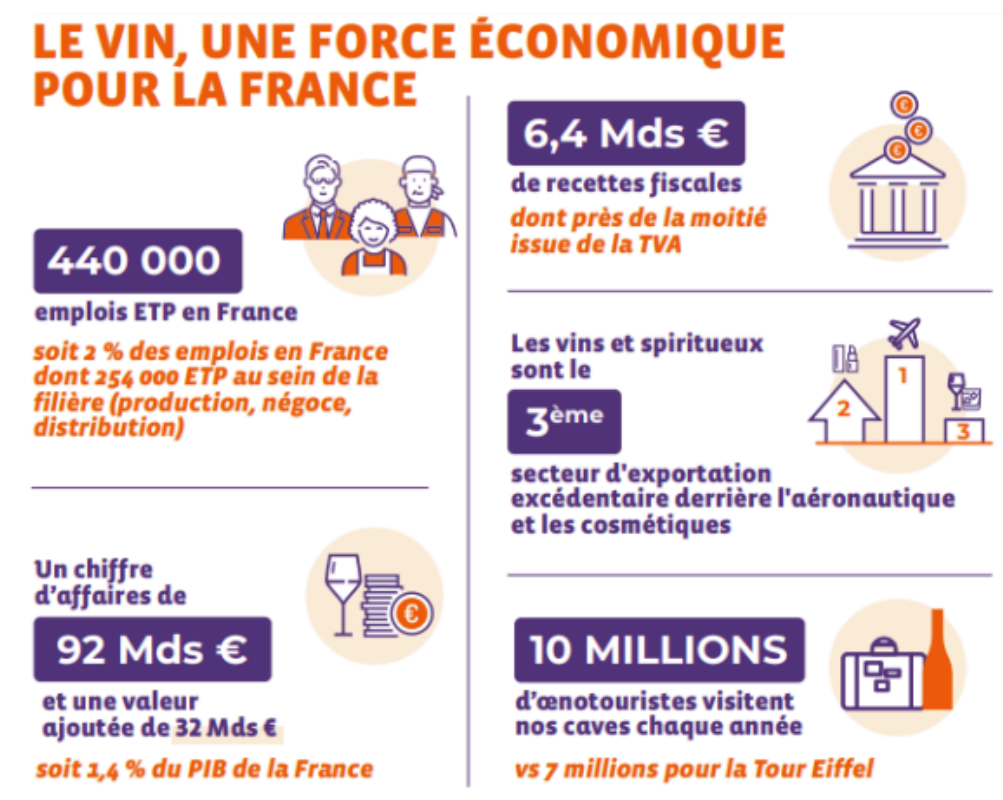 LE VIN, UNE FORCE ÉCONOMIQUE
POUR LA FRANCE
440 000
emplois ETP en France
soit 2 % des emplois en France
dont 254 000 ETP au sein de la
filière (production, négoce,
distribution)
Un chiffre
d'affaires de
92 Mds €
et une valeur
ajoutée de 32 Mds €
soit 1,4 % du PIB de la France
6,4 Mds €
de recettes fiscales
dont près de la moitié
issue de la TVA
Les vins et spiritueux
sont le
3ème
secteur d'exportation
excédentaire derrière l'aéronautique
et les cosmétiques
2
1
3
10 MILLIONS
d'œnotouristes visitent
nos caves chaque année
vs 7 millions pour la Tour Eiffel